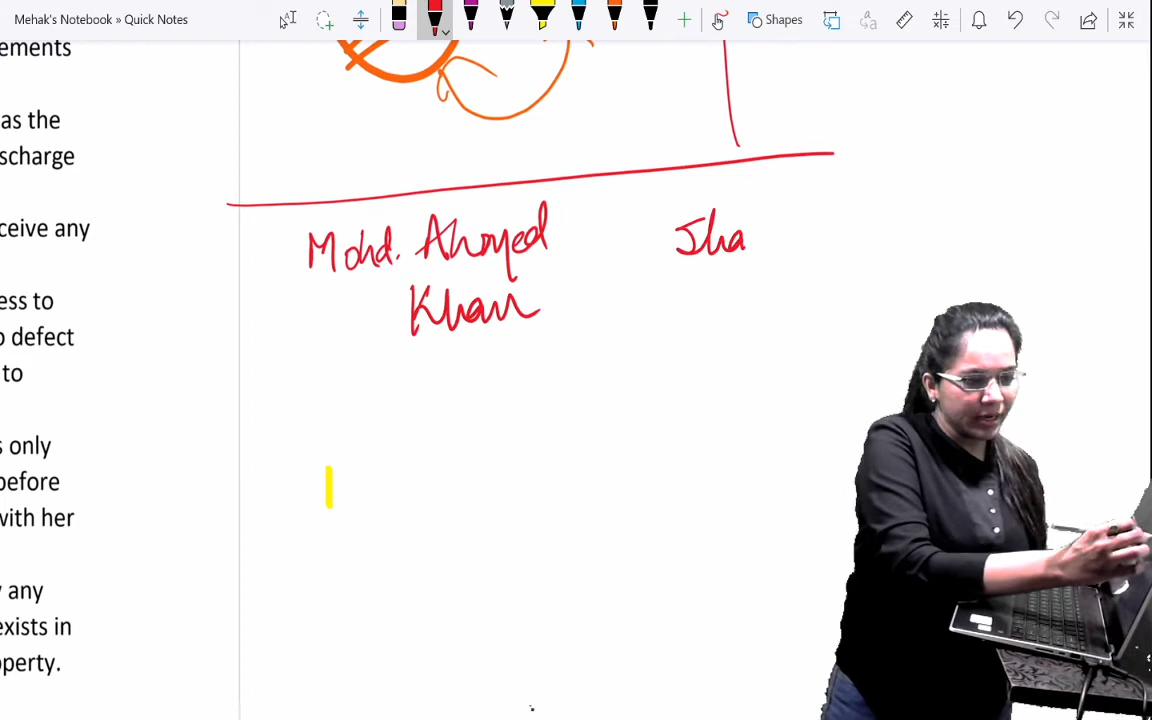 Mehak's Notebook » Quick Notes
Shapes
ements
as the
scharge
ceive any
ess to
o defect
to
s only
before
with her
y any
exists in
operty.
Mohd. Ahmed Sha
Khan